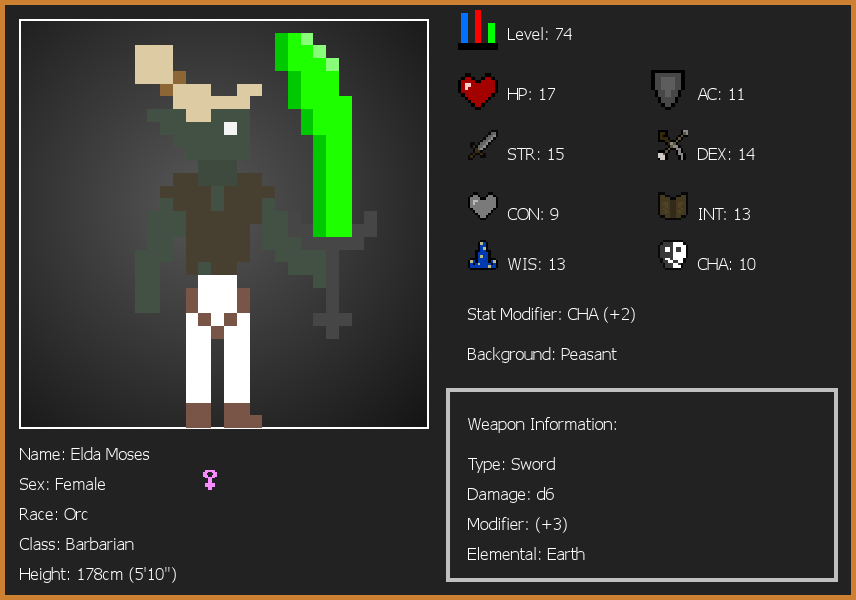 Level: 74
HP: 17
AC: 11
STR: 15
DEX: 14
CON: 9
INT: 13
WIS: 13
CHA: 10
Stat Modifier: CHA (+2)
Background: Peasant
Weapon Information:
Type: Sword
Damage: d6
Modifier: (+3)
Elemental: Earth
Name: Elda Moses
Sex: Female
Race: Orc
Class: Barbarian
Height: 178cm (5'10")